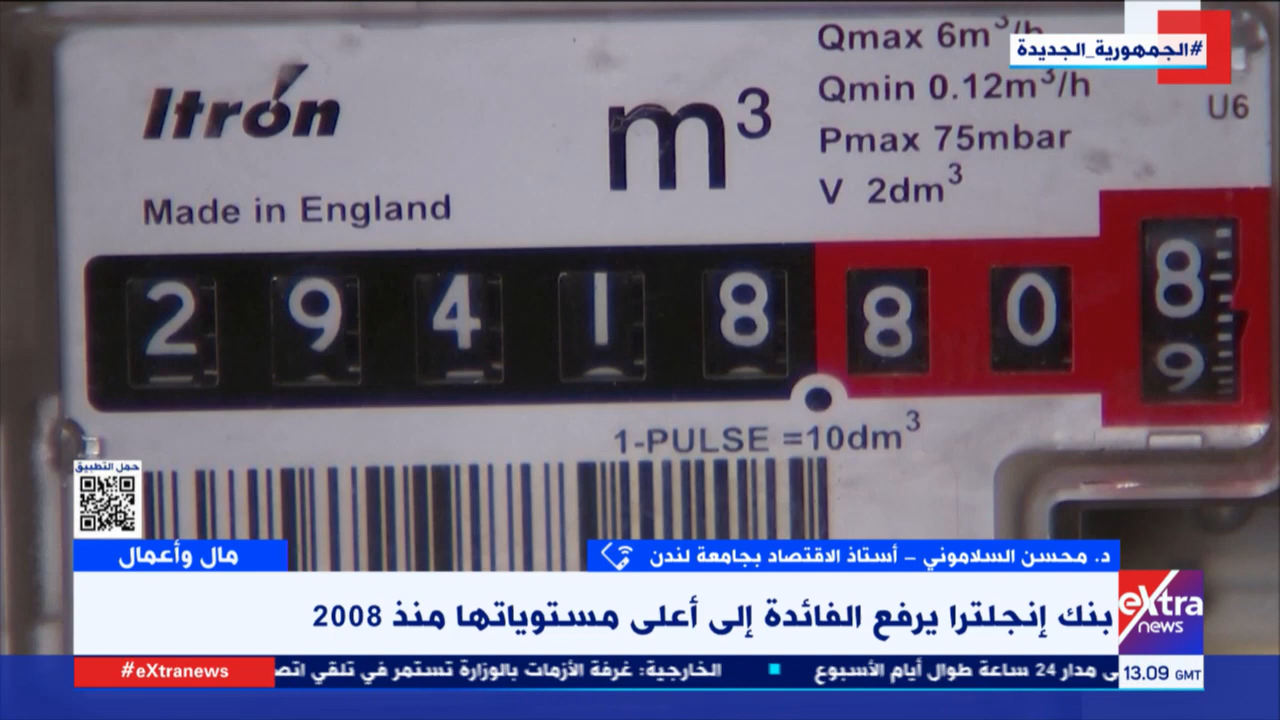 Qmax 6m³/h
#الجمهورية_الجديدة
Itrón
m³
Qmin 0.12m³/h
U6
Pmax 75mbar
V 2dm³
Made in England
2 9 4 1 8 8 0 8
9
1-PULSE =10dm³
حمل التطبيق
مال وأعمال
د. محسن السلاموني – أستاذ الاقتصاد بجامعة لندن
بنك إنجلترا يرفع الفائدة إلى أعلى مستوياتها منذ 2008
eXtra news
#eXtranews
مدار 24 ساعة طوال أيام الأسبوع
الخارجية: غرفة الأزمات بالوزارة تستمر في تلقي
13.09 GMT